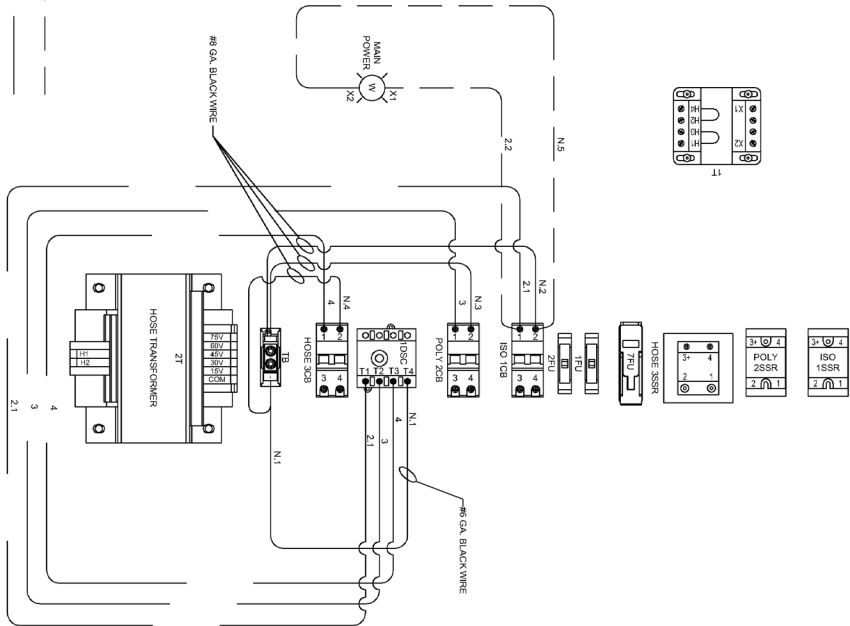 #8 GA. BLACK WIRE
MAIN
POWER
W
X1
X2
2.2
N.5
H4
H2
H3
H1
X1
X2
1T
HOSE TRANSFORMER
2T
H1
H2
75V
60V
45V
30V
15V
COM
TB
HOSE 3CB
1 2
3 4
4
N.4
1DSC
T1 T2 T3 T4
POLY 2CB
1 2
3 4
3
N.3
ISO 1CB
1 2
3 4
2.1
N.2
2FU
1FU
7FU
HOSE 3SSR
3+ 4
2 1
3+ 4
POLY
2SSR
2 1
3+ 4
ISO
1SSR
2 1
2.1
3
4
N.1
2.1
3
4
N.1
#6 GA. BLACK WIRE